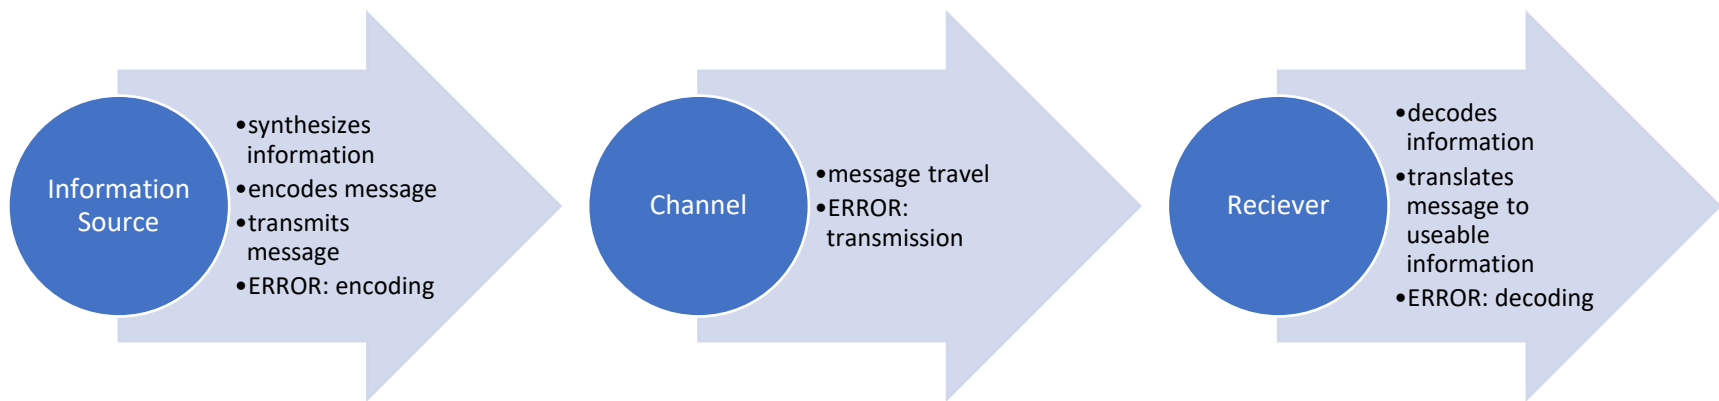 Information
Source
•synthesizes
information
•encodes message
•transmits
message
•ERROR: encoding
Channel
•message travel
•ERROR:
transmission
Reciever
•decodes
information
•translates
message to
useable
information
•ERROR: decoding